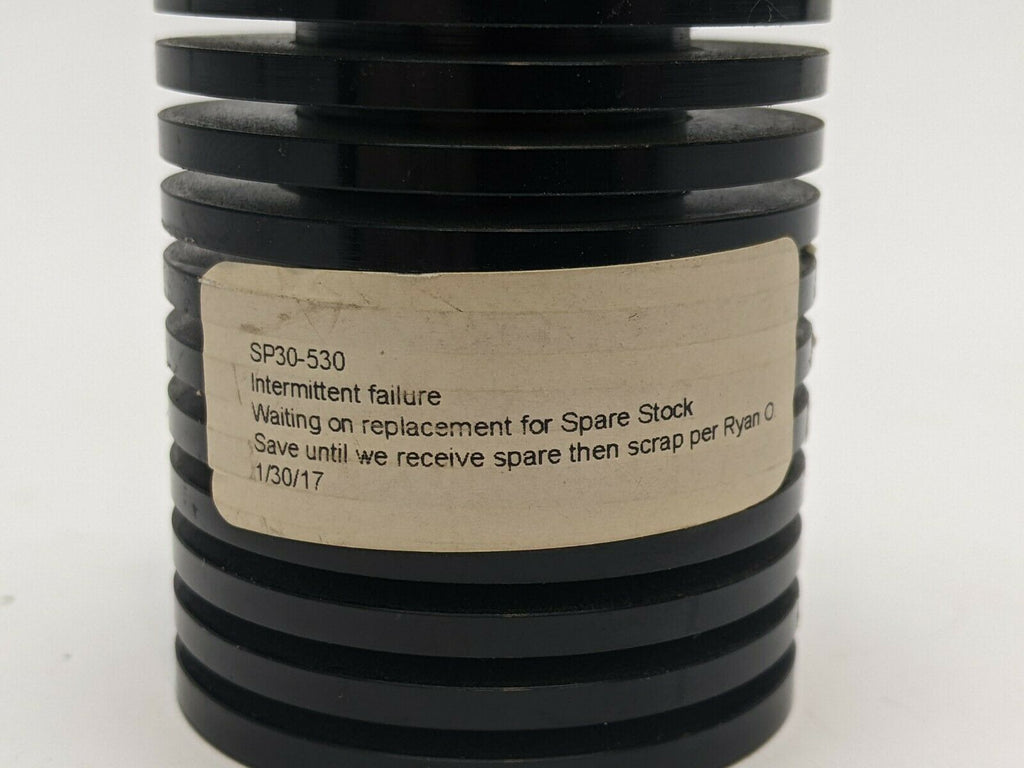 SP30-530
Intermittent failure
Waiting on replacement for Spare Stock
Save until we receive spare then scrap per Ryan O
1/30/17